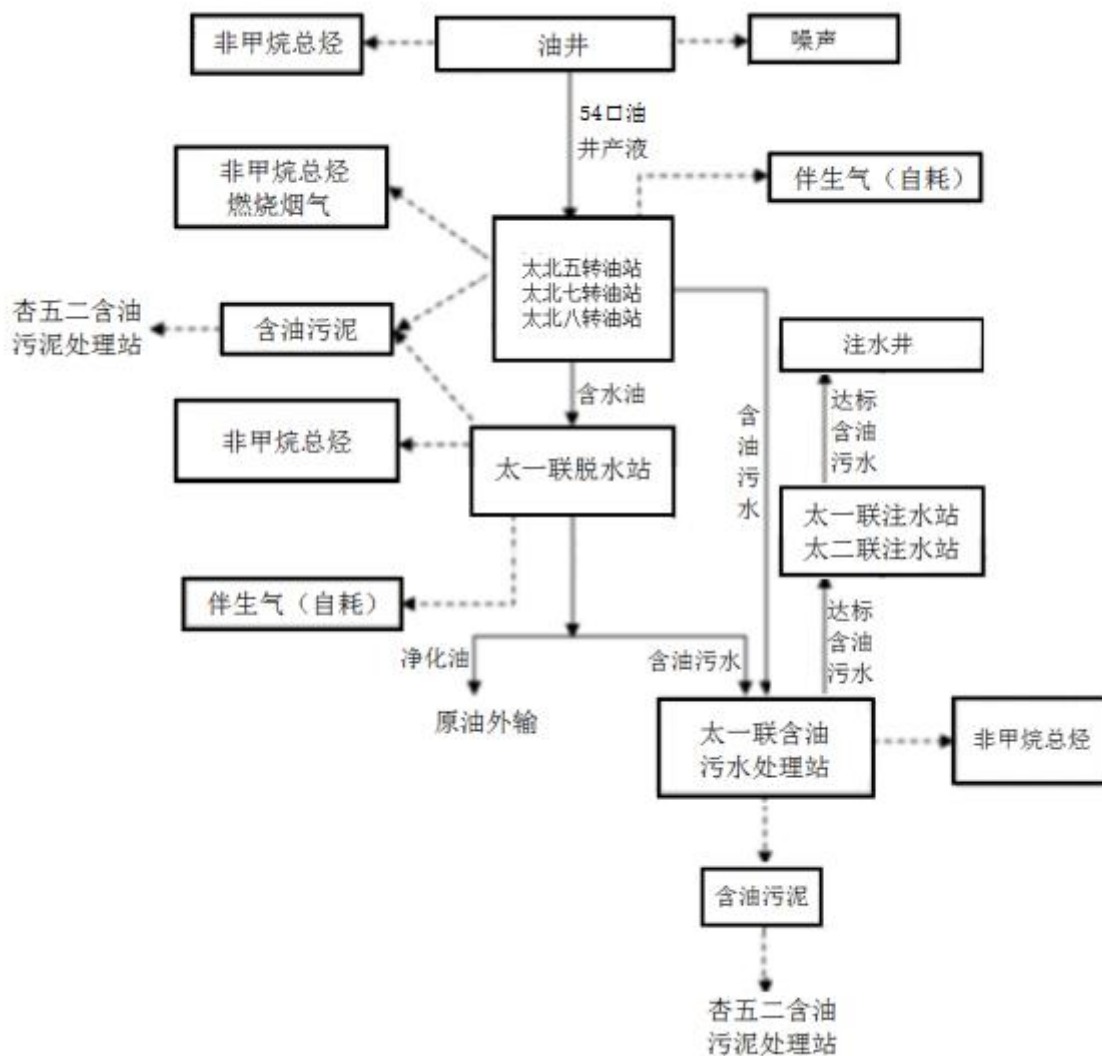 非甲烷总烃
油井
噪声
54口油
井产液
非甲烷总烃
燃烧烟气
伴生气（自耗）
太北五转油站
太北七转油站
太北八转油站
杏五二含油
污泥处理站
含油污泥
注水井
含水油
达标
含油
污水
含油污水
非甲烷总烃
太一联脱水站
太一联注水站
太二联注水站
伴生气（自耗）
达标
含油
污水
净化油
含油污水
原油外输
太一联含油
污水处理站
非甲烷总烃
含油污泥
杏五二含油
污泥处理站